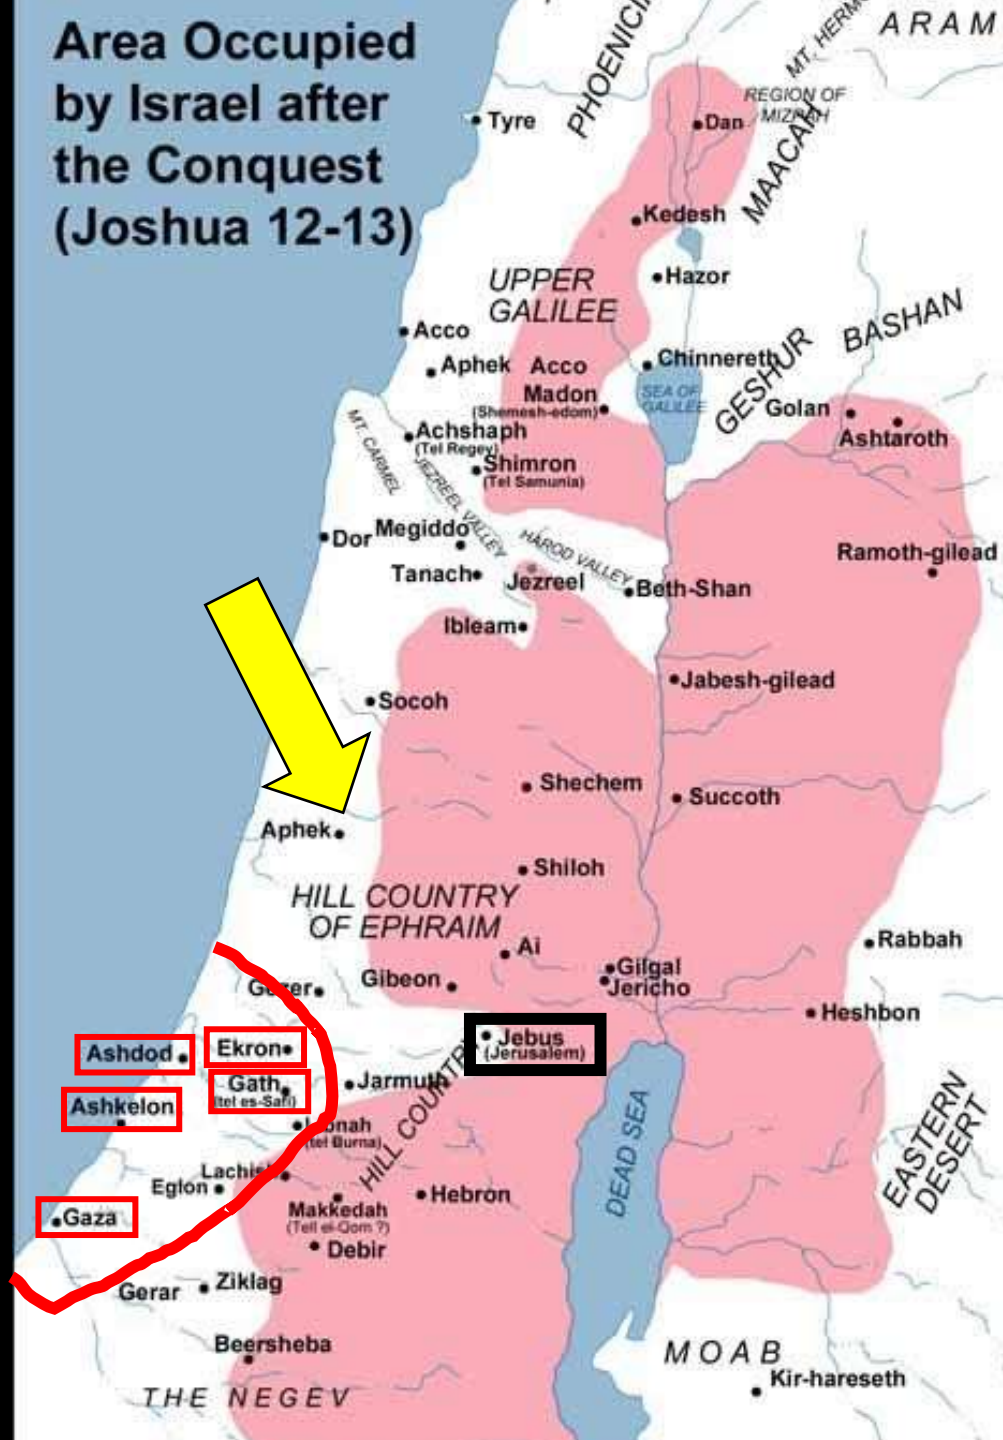 Area Occupied
by Israel after
the Conquest
(Joshua 12-13)
ARAM
MT. HERMO
PHOENICI
REGION OF
MIZPAH
Dan
Tyre
MAACAH
Kedesh
Hazor
UPPER
GALILEE
BASHAN
Acco
Chinnereth
GESHUR
Aphek
Acco
Madon
(Shemesh-edom)
SEA OF
GALILEE
Golan
Ashtaroth
MT. CARMEL
Achshaph
(Tel Regev)
JEZREEL VALLEY
Shimron
(Tel Samunia)
Dor
Megiddo
HAROD VALLEY
Ramoth-gilead
Tanach
Jezreel
Beth-Shan
Ibleam
Jabesh-gilead
Socoh
Shechem
Succoth
Aphek
Shiloh
HILL COUNTRY
OF EPHRAIM
Ai
Rabbah
Gezer
Gibeon
Gilgal
Jericho
Heshbon
Ashdod
Ekron
Jebus
(Jerusalem)
Gath
(tel es-Safi)
Jarmuth
HILL COUNTRY
Ashkelon
(tel Burna)
DEAD SEA
EASTERN
DESERT
Lachish
Eglon
Makkedah
(Tell el-Qom ?)
Hebron
Gaza
Debir
Gerar
Ziklag
Beersheba
MOAB
Kir-hareseth
THE NEGEV